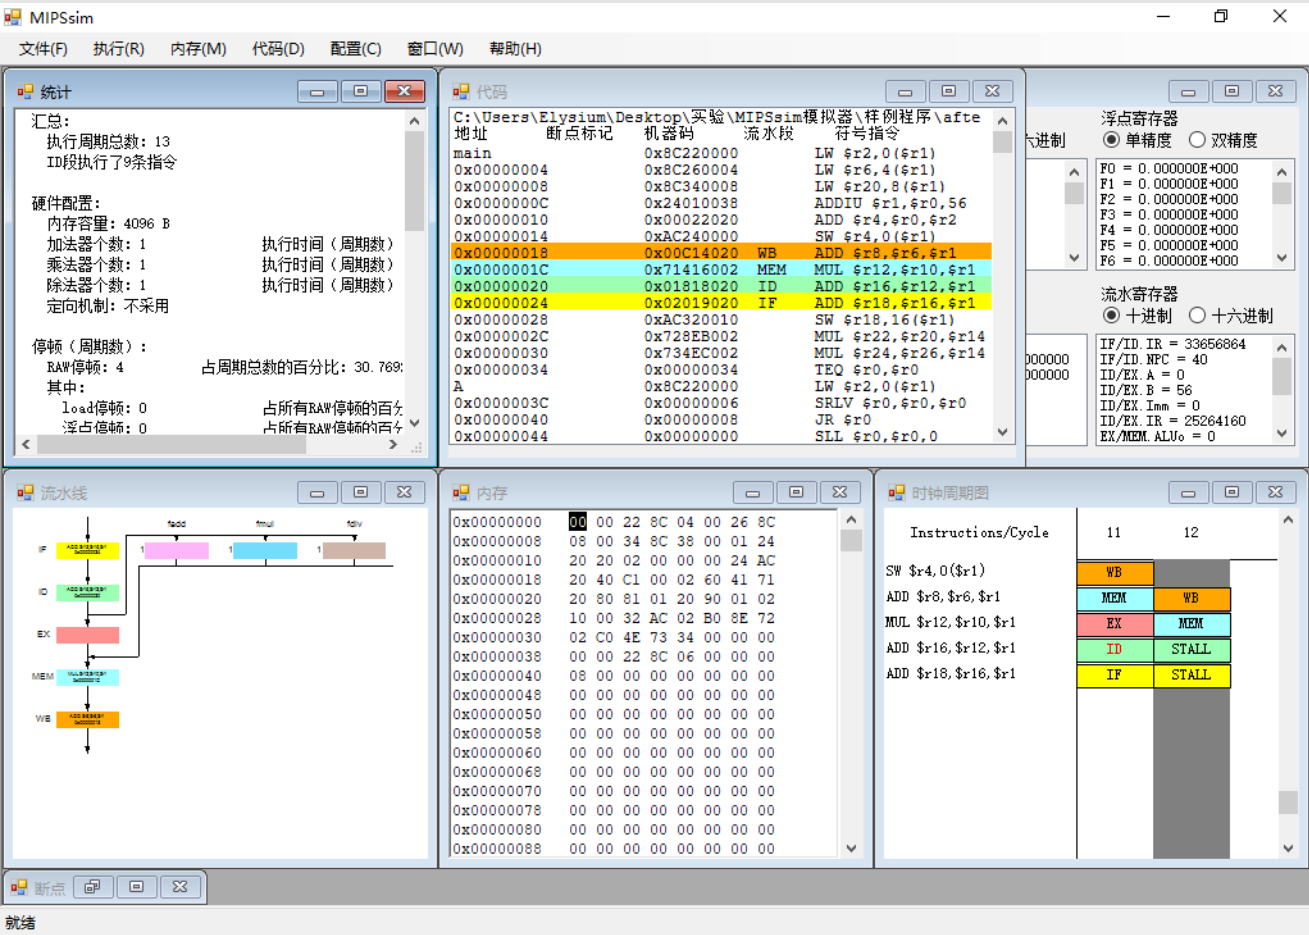 MIPSsim
文件(F) 执行(R) 内存(M) 代码(D) 配置(C) 窗口(W) 帮助(H)
统计
汇总:
执行周期总数: 13
ID段执行了9条指令
硬件配置:
内存容量: 4096 B
加法器个数: 1 执行时间（周期数）
乘法器个数: 1 执行时间（周期数）
除法器个数: 1 执行时间（周期数）
定向机制: 不采用
停顿（周期数）:
RAW停顿: 4 占周期总数的百分比: 30.769
其中:
load停顿: 0 占所有RAW停顿的百分
浮点停顿: 0 占所有RAW停顿的百分
代码
C:\Users\Elysium\Desktop\实验\MIPSsim模拟器\样例程序\afte
地址 断点标记 机器码 流水段 符号指令
main 0x8C220000 LW $r2,0($r1)
0x00000004 0x8C260004 LW $r6,4($r1)
0x00000008 0x8C340008 LW $r20,8($r1)
0x0000000C 0x24010038 ADDIU $r1,$r0,56
0x00000010 0x00022020 ADD $r4,$r0,$r2
0x00000014 0xAC240000 SW $r4,0($r1)
0x00000018 0x00C14020 WB ADD $r8,$r6,$r1
0x0000001C 0x71416002 MEM MUL $r12,$r10,$r1
0x00000020 0x01818020 ID ADD $r16,$r12,$r1
0x00000024 0x02019020 IF ADD $r18,$r16,$r1
0x00000028 0xAC320010 SW $r18,16($r1)
0x0000002C 0x728EB002 MUL $r22,$r20,$r14
0x00000030 0x734EC002 MUL $r24,$r26,$r14
0x00000034 0x00000034 TEQ $r0,$r0
A 0x8C220000 LW $r2,0($r1)
0x0000003C 0x00000006 SRLV $r0,$r0,$r0
0x00000040 0x00000008 JR $r0
0x00000044 0x00000000 SLL $r0,$r0,0
六进制
000000
000000
浮点寄存器
单精度 双精度
F0 = 0.000000E+000
F1 = 0.000000E+000
F2 = 0.000000E+000
F3 = 0.000000E+000
F4 = 0.000000E+000
F5 = 0.000000E+000
F6 = 0.000000E+000
流水寄存器
十进制 十六进制
IF/ID.IR = 33656864
IF/ID.NPC = 40
ID/EX.A = 0
ID/EX.B = 56
ID/EX.Imm = 0
ID/EX.IR = 25264160
EX/MEM.ALUo = 0
流水线
fadd fmul fdiv
IF 1 1 1
ID
EX
MEM
WB
内存
0x00000000 00 00 22 8C 04 00 26 8C
0x00000008 08 00 34 8C 38 00 01 24
0x00000010 20 20 02 00 00 00 24 AC
0x00000018 20 40 C1 00 02 60 41 71
0x00000020 20 80 81 01 20 90 01 02
0x00000028 10 00 32 AC 02 B0 8E 72
0x00000030 02 C0 4E 73 34 00 00 00
0x00000038 00 00 22 8C 06 00 00 00
0x00000040 08 00 00 00 00 00 00 00
0x00000048 00 00 00 00 00 00 00 00
0x00000050 00 00 00 00 00 00 00 00
0x00000058 00 00 00 00 00 00 00 00
0x00000060 00 00 00 00 00 00 00 00
0x00000068 00 00 00 00 00 00 00 00
0x00000070 00 00 00 00 00 00 00 00
0x00000078 00 00 00 00 00 00 00 00
0x00000080 00 00 00 00 00 00 00 00
0x00000088 00 00 00 00 00 00 00 00
时钟周期图
Instructions/Cycle 11 12
SW $r4,0($r1) WB
ADD $r8,$r6,$r1 MEM WB
MUL $r12,$r10,$r1 EX MEM
ADD $r16,$r12,$r1 ID STALL
ADD $r18,$r16,$r1 IF STALL
断点
就绪